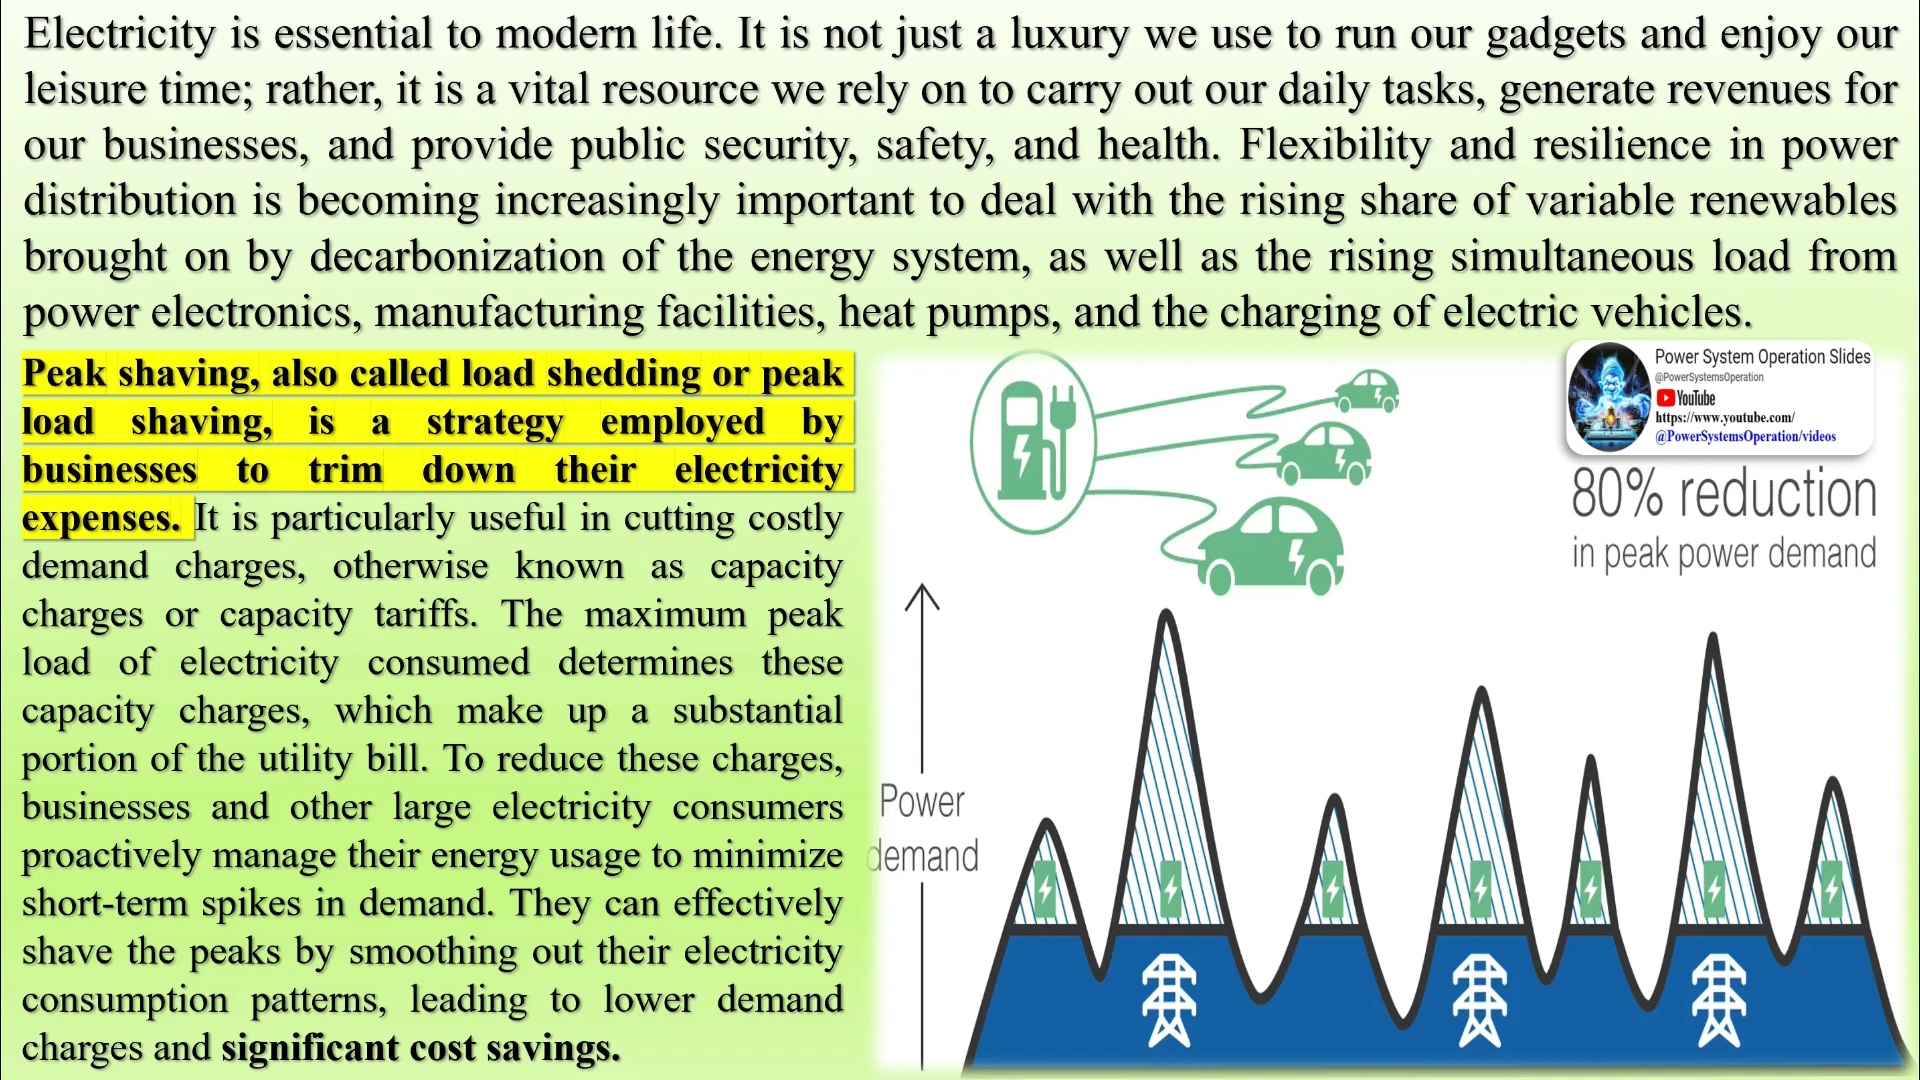 Electricity is essential to modern life. It is not just a luxury we use to run our gadgets and enjoy our
leisure time; rather, it is a vital resource we rely on to carry out our daily tasks, generate revenues for
our businesses, and provide public security, safety, and health. Flexibility and resilience in power
distribution is becoming increasingly important to deal with the rising share of variable renewables
brought on by decarbonization of the energy system, as well as the rising simultaneous load from
power electronics, manufacturing facilities, heat pumps, and the charging of electric vehicles.
Peak shaving, also called load shedding or peak
load shaving, is a strategy employed by
businesses to trim down their electricity
expenses. It is particularly useful in cutting costly
demand charges, otherwise known as capacity
charges or capacity tariffs. The maximum peak
load of electricity consumed determines these
capacity charges, which make up a substantial
portion of the utility bill. To reduce these charges,
businesses and other large electricity consumers
proactively manage their energy usage to minimize
short-term spikes in demand. They can effectively
shave the peaks by smoothing out their electricity
consumption patterns, leading to lower demand
charges and significant cost savings.
Power System Operation Slides
@PowerSystemsOperation
YouTube
https://www.youtube.com/
@PowerSystemsOperation/videos
80% reduction
in peak power demand
Power
demand